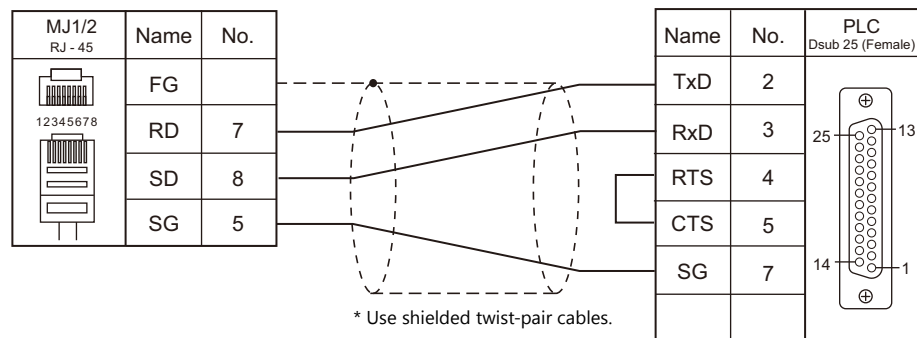 MJ1/2
RJ - 45
Name No.
FG
RD 7
SD 8
SG 5
12345678
Name No.
PLC
Dsub 25 (Female)
TxD 2
RxD 3
RTS 4
CTS 5
SG 7
25 13
14 1
* Use shielded twist-pair cables.